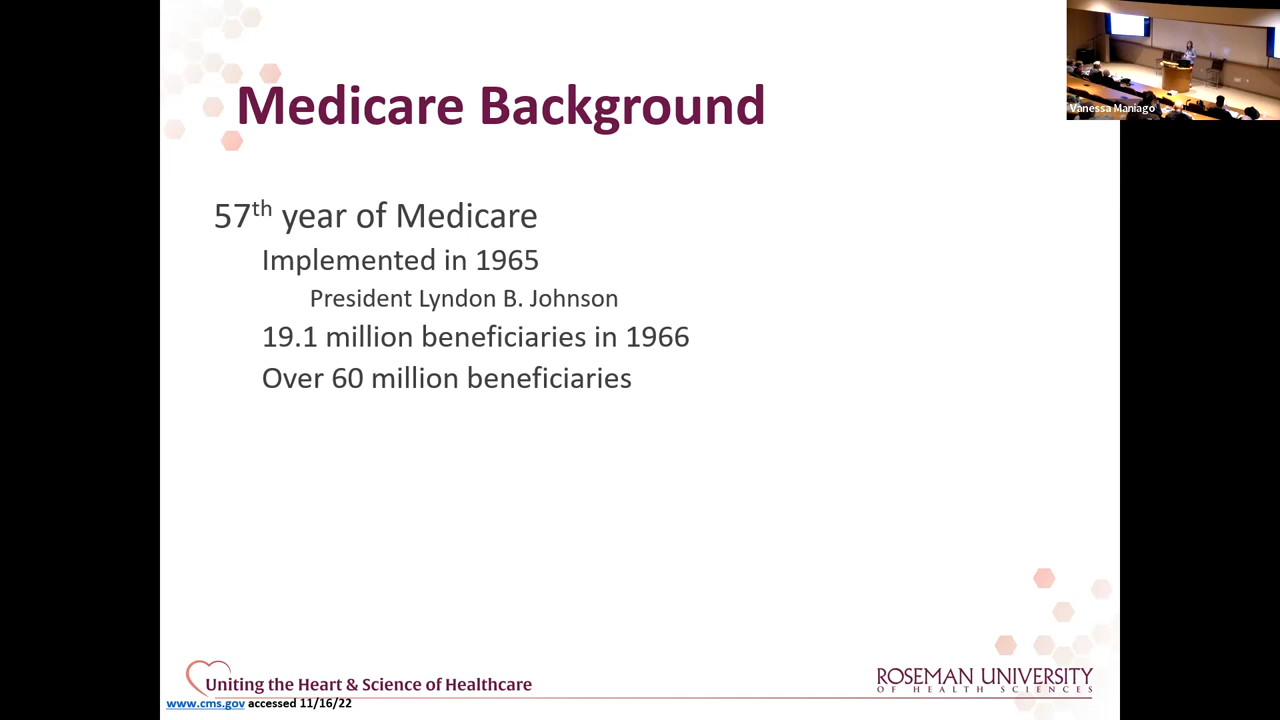 Medicare Background
Vanessa Maniago
57th year of Medicare
Implemented in 1965
President Lyndon B. Johnson
19.1 million beneficiaries in 1966
Over 60 million beneficiaries
Uniting the Heart & Science of Healthcare
www.cms.gov accessed 11/16/22
ROSEMAN UNIVERSITY
OF HEALTH SCIENCES